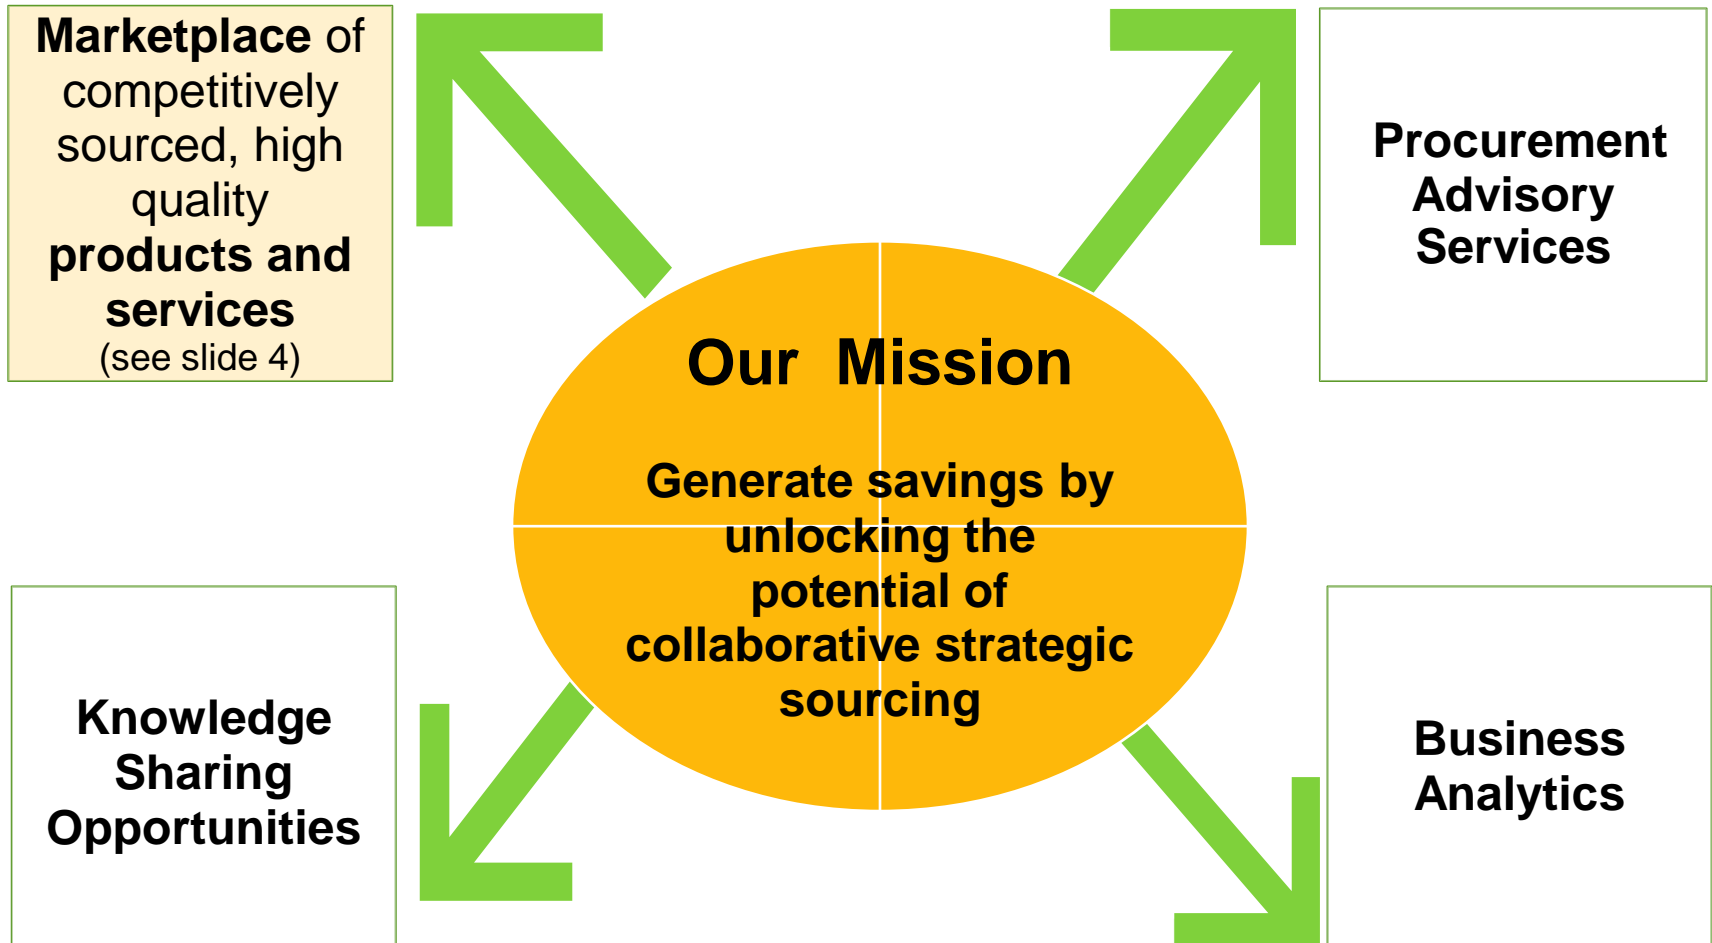 Marketplace of
competitively
sourced, high
quality
products and
services
(see slide 4)
Procurement
Advisory
Services
Our Mission
Generate savings by
unlocking the
potential of
collaborative strategic
sourcing
Knowledge
Sharing
Opportunities
Business
Analytics